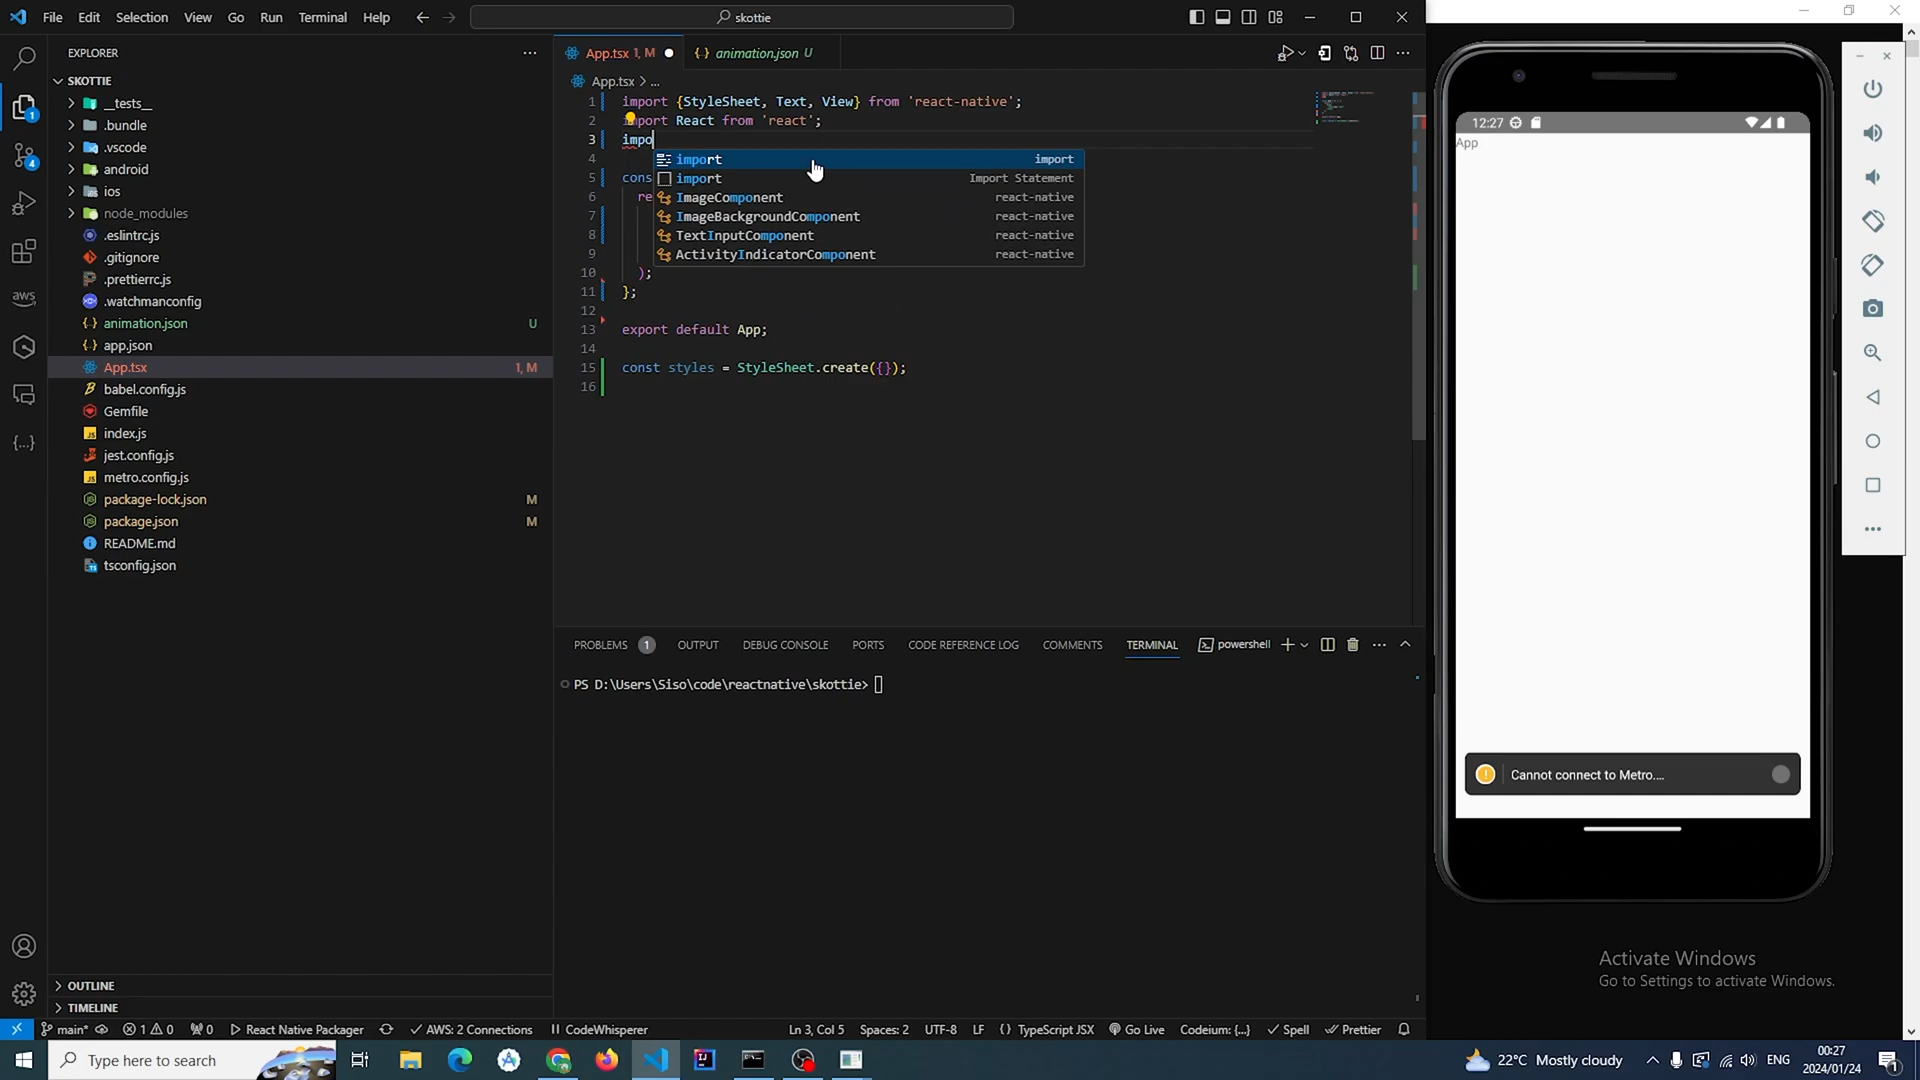 File Edit Selection View Go Run Terminal Help
skottie
EXPLORER
SKOTTIE
__tests__
.bundle
.vscode
android
ios
node_modules
.eslintrc.js
.gitignore
.prettierrc.js
.watchmanconfig
animation.json U
app.json
App.tsx 1, M
babel.config.js
Gemfile
index.js
jest.config.js
metro.config.js
package-lock.json M
package.json M
README.md
tsconfig.json
OUTLINE
TIMELINE
App.tsx 1, M
animation.json U
App.tsx > ...
1 import {StyleSheet, Text, View} from 'react-native';
2 import React from 'react';
3 impo
4
5 cons
6 re
7
8
9
10 );
11 };
12
13 export default App;
14
15 const styles = StyleSheet.create({});
16
import import
import Import Statement
ImageComponent react-native
ImageBackgroundComponent react-native
TextInputComponent react-native
ActivityIndicatorComponent react-native
PROBLEMS 1 OUTPUT DEBUG CONSOLE PORTS CODE REFERENCE LOG COMMENTS TERMINAL powershell
PS D:\Users\Siso\code\reactnative\skottie>
12:27
App
Cannot connect to Metro....
Activate Windows
Go to Settings to activate Windows.
1
4
aws
main* 1 0 0 React Native Packager AWS: 2 Connections CodeWhisperer Ln 3, Col 5 Spaces: 2 UTF-8 LF TypeScript JSX Go Live Codeium: {...} Spell Prettier
Type here to search
22°C Mostly cloudy
ENG
00:27
2024/01/24
1